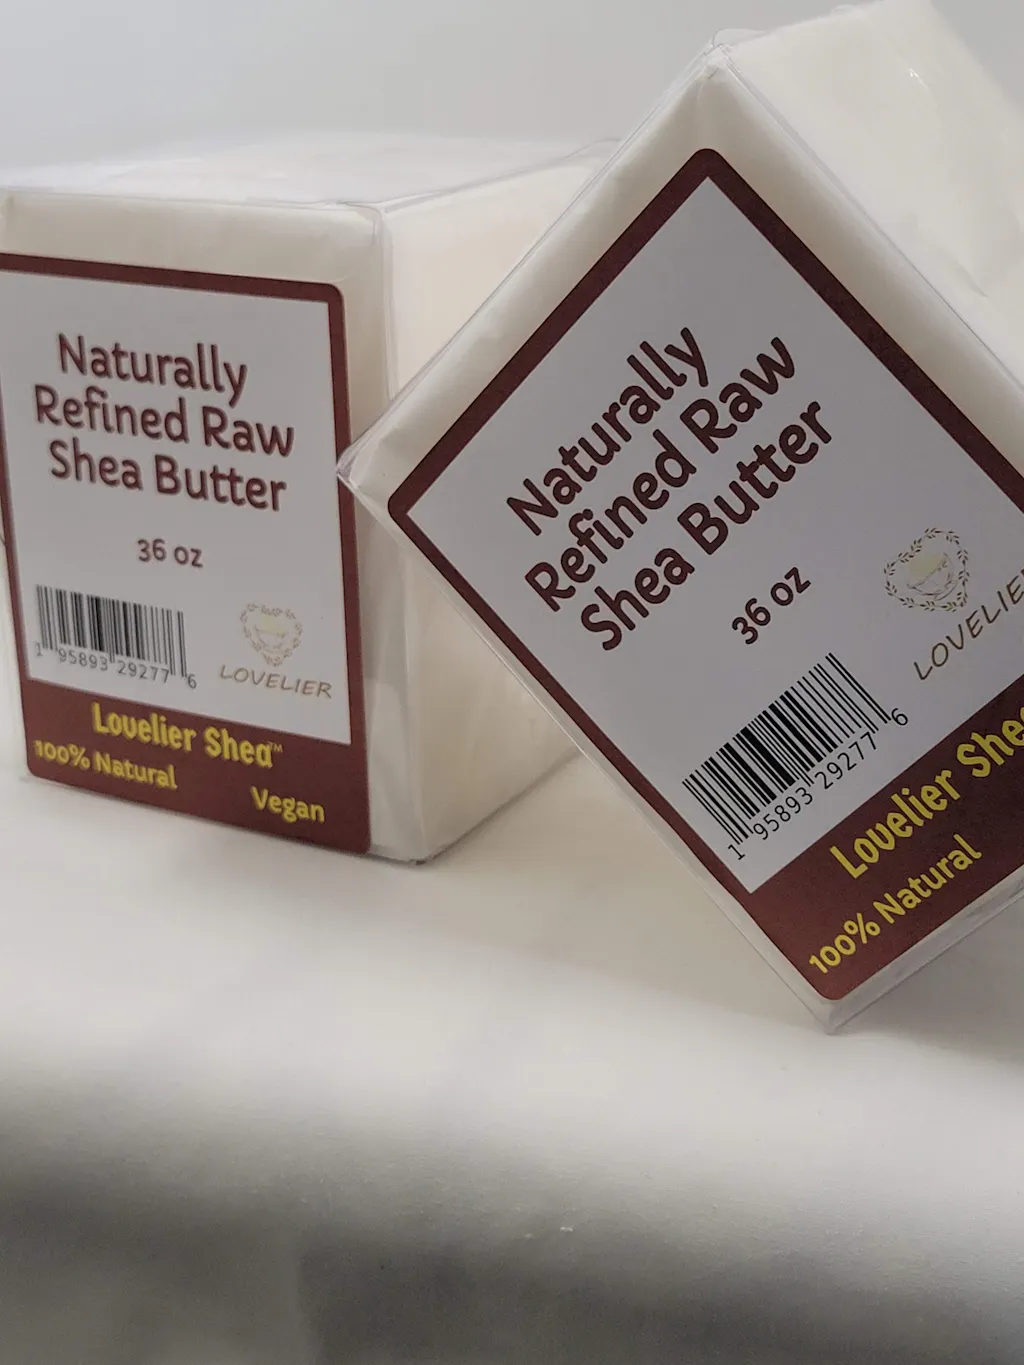 Naturally
Refined Raw
Shea Butter
36 oz
1 95893 29277 6
LOVELIER
Lovelier Shea™
100% Natural
Vegan
Naturally
Refined Raw
Shea Butter
36 oz
1 95893 29277 6
LOVELIE
Lovelier Shea
100% Natural